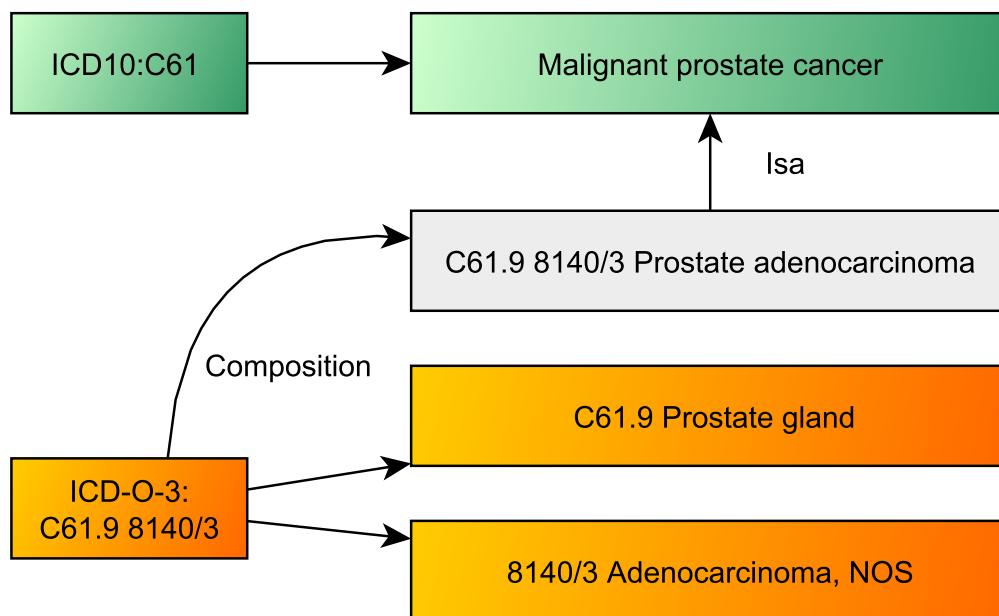 ICD10:C61
Malignant prostate cancer
Isa
C61.9 8140/3 Prostate adenocarcinoma
Composition
C61.9 Prostate gland
ICD-O-3:
C61.9 8140/3
8140/3 Adenocarcinoma, NOS